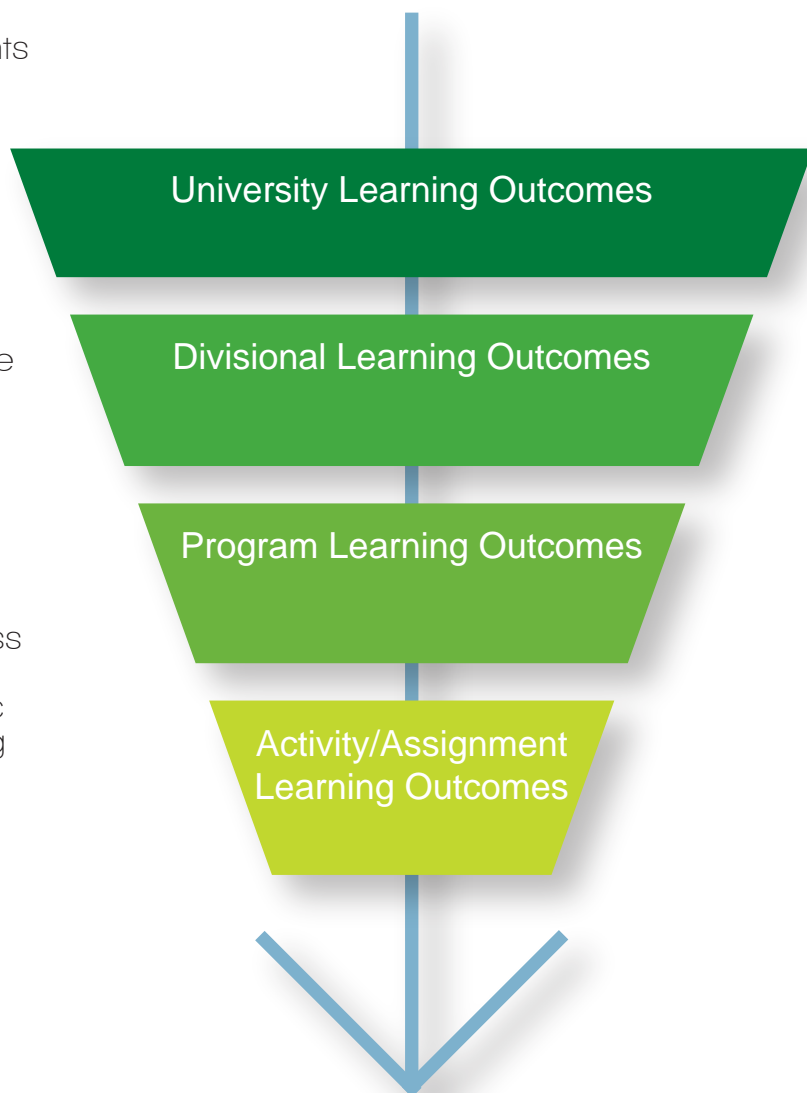 University Learning Outcomes
Divisional Learning Outcomes
Program Learning Outcomes
Activity/Assignment
Learning Outcomes